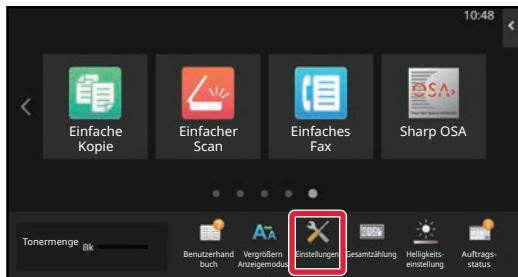 10:48
Einfache
Kopie
Einfacher
Scan
Einfaches
Fax
OSA
Sharp OSA
Tonermenge
Bk
Benutzerhand
buch
Vergrößern
Anzeigemodus
Einstellungen
Gesamtzählung
Helligkeits-
einstellung
Auftrags-
status